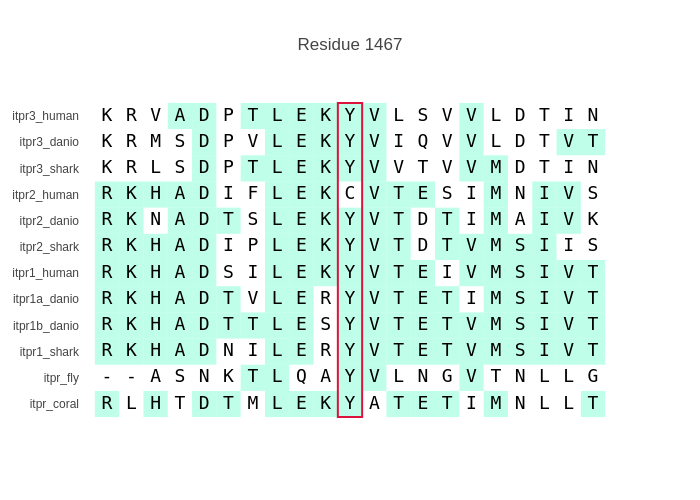 Residue 1467
itpr3_human K R V A D P T L E K Y V L S V V L D T I N
itpr3_danio K R M S D P V L E K Y V I Q V V L D T V T
itpr3_shark K R L S D P T L E K Y V V T V V M D T I N
itpr2_human R K H A D I F L E K C V T E S I M N I V S
itpr2_danio R K N A D T S L E K Y V T D T I M A I V K
itpr2_shark R K H A D I P L E K Y V T D T V M S I I S
itpr1_human R K H A D S I L E K Y V T E I V M S I V T
itpr1a_danio R K H A D T V L E R Y V T E T I M S I V T
itpr1b_danio R K H A D T T L E S Y V T E T V M S I V T
itpr1_shark R K H A D N I L E R Y V T E T V M S I V T
itpr_fly - - A S N K T L Q A Y V L N G V T N L L G
itpr_coral R L H T D T M L E K Y A T E T I M N L L T